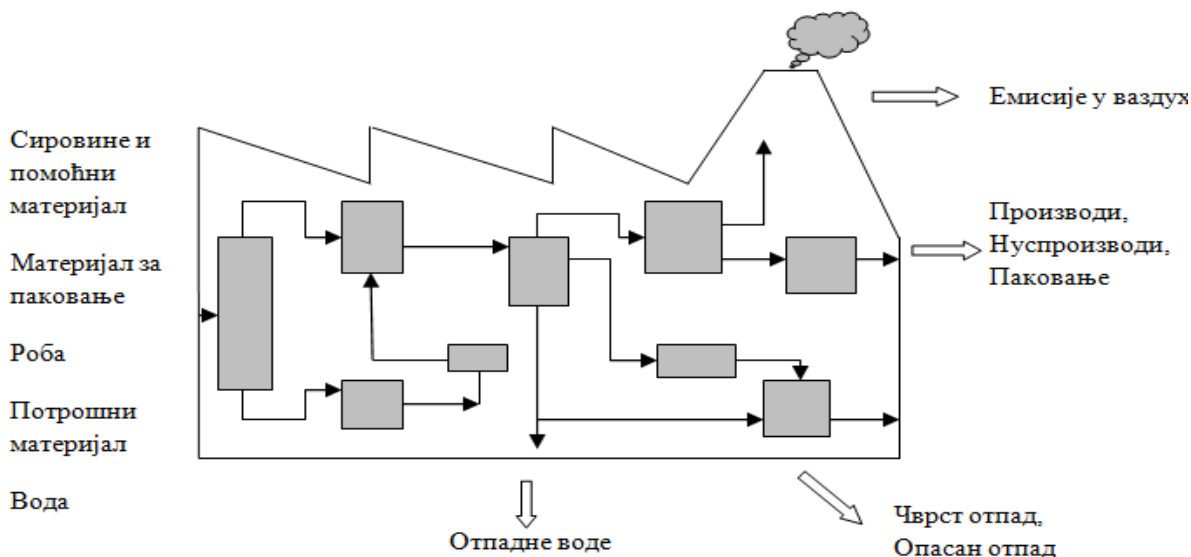 Сировине и
помоћни
материјал
Материјал за
паковање
Роба
Потрошни
материјал
Вода
Емисије у ваздух
Производи,
Нуспроизводи,
Паковање
Отпадне воде
Чврст отпад,
Опасан отпад